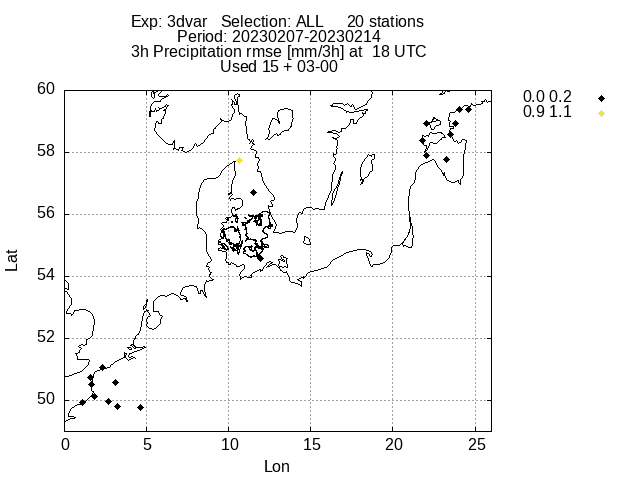 Exp: 3dvar   Selection: ALL     20 stations
Period: 20230207-20230214
3h Precipitation rmse [mm/3h] at  18 UTC
Used 15 + 03-00
0.0 0.2
0.9 1.1
60
58
56
54
52
50
Lat
0 5 10 15 20 25
Lon